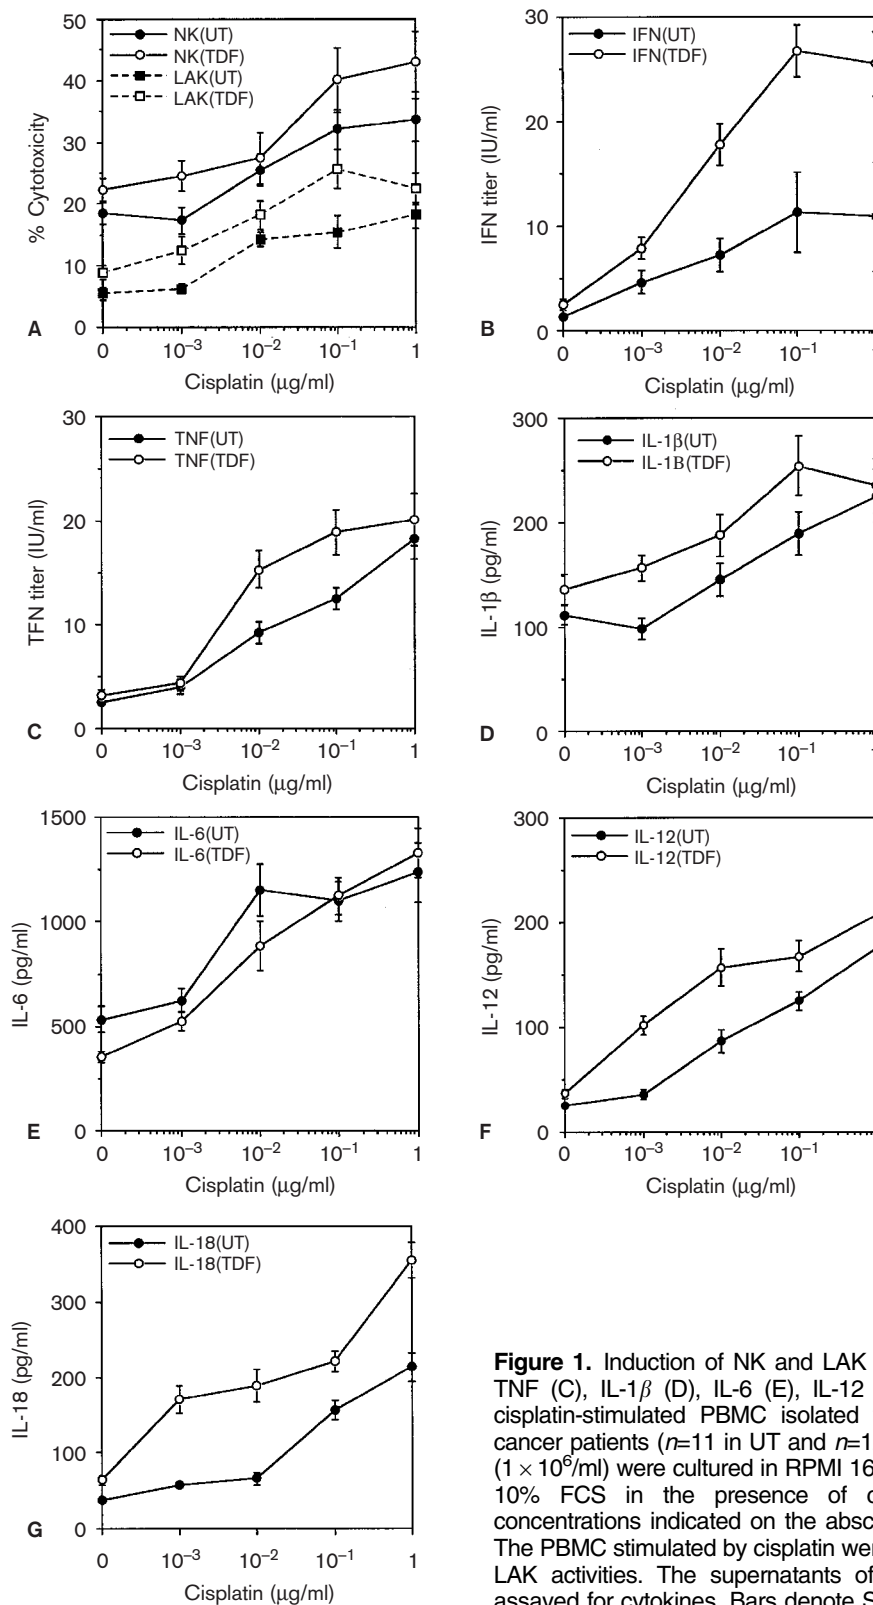 50
40
30
20
10
0
% Cytotoxicity
NK(UT)
NK(TDF)
LAK(UT)
LAK(TDF)
A
0 10⁻³ 10⁻² 10⁻¹ 1
Cisplatin (μg/ml)
30
20
10
0
IFN titer (IU/ml)
IFN(UT)
IFN(TDF)
B
0 10⁻³ 10⁻² 10⁻¹
Cisplatin (μg/ml)
30
20
10
0
TFN titer (IU/ml)
TNF(UT)
TNF(TDF)
C
0 10⁻³ 10⁻² 10⁻¹ 1
Cisplatin (μg/ml)
300
200
100
0
IL-1β (pg/ml)
IL-1β(UT)
IL-1B(TDF)
D
0 10⁻³ 10⁻² 10⁻¹
Cisplatin (μg/ml)
1500
1000
500
0
IL-6 (pg/ml)
IL-6(UT)
IL-6(TDF)
E
0 10⁻³ 10⁻² 10⁻¹ 1
Cisplatin (μg/ml)
300
200
100
0
IL-12 (pg/ml)
IL-12(UT)
IL-12(TDF)
F
0 10⁻³ 10⁻² 10⁻¹
Cisplatin (μg/ml)
400
300
200
100
0
IL-18 (pg/ml)
IL-18(UT)
IL-18(TDF)
G
0 10⁻³ 10⁻² 10⁻¹ 1
Cisplatin (μg/ml)
Figure 1. Induction of NK and LAK
TNF (C), IL-1β (D), IL-6 (E), IL-12
cisplatin-stimulated PBMC isolated
cancer patients (n=11 in UT and n=1
(1 × 10⁶/ml) were cultured in RPMI 16
10% FCS in the presence of
concentrations indicated on the absc
The PBMC stimulated by cisplatin wer
LAK activities. The supernatants of
assayed for cytokines. Bars denote S